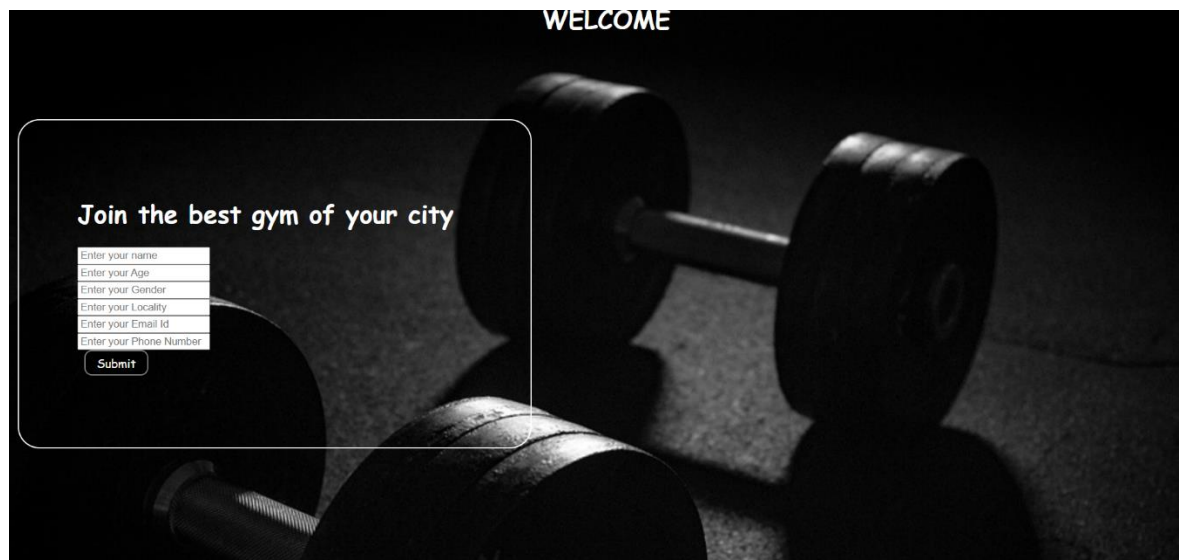 WELCOME
Join the best gym of your city
Enter your name
Enter your Age
Enter your Gender
Enter your Locality
Enter your Email Id
Enter your Phone Number
Submit